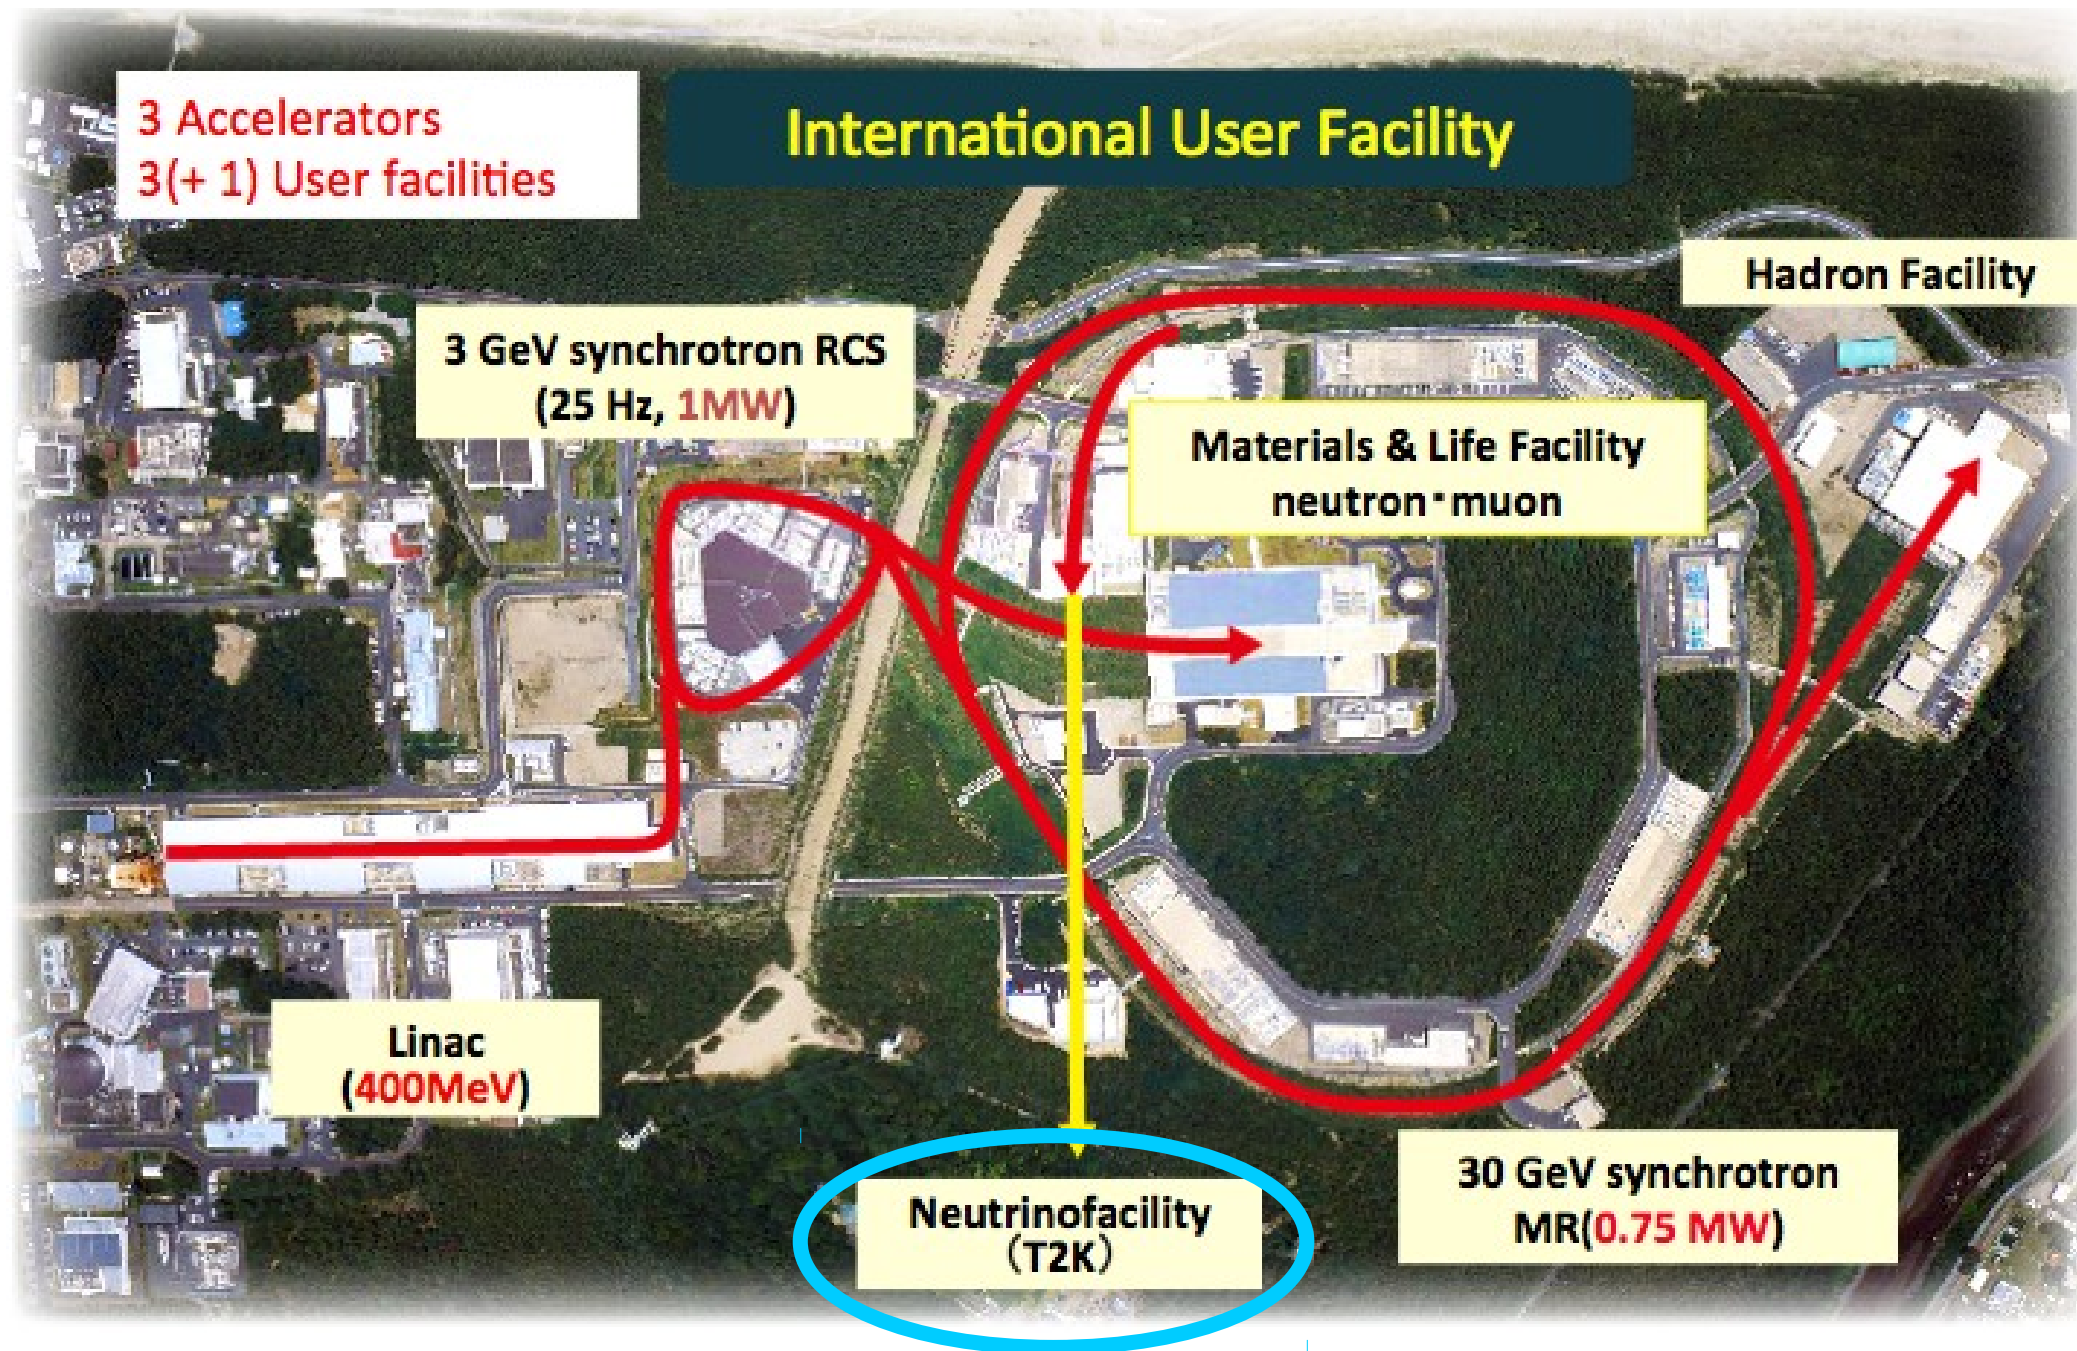 3 Accelerators
3(+ 1) User facilities
International User Facility
Hadron Facility
3 GeV synchrotron RCS
(25 Hz, 1MW)
Materials & Life Facility
neutron・muon
Linac
(400MeV)
30 GeV synchrotron
MR(0.75 MW)
Neutrinofacility
（T2K）